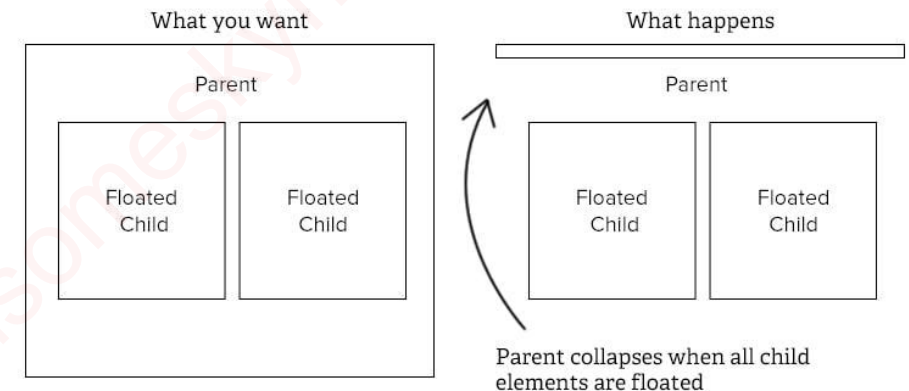 What you want
Parent
Floated
Child
Floated
Child
What happens
Parent
Floated
Child
Floated
Child
Parent collapses when all child
elements are floated